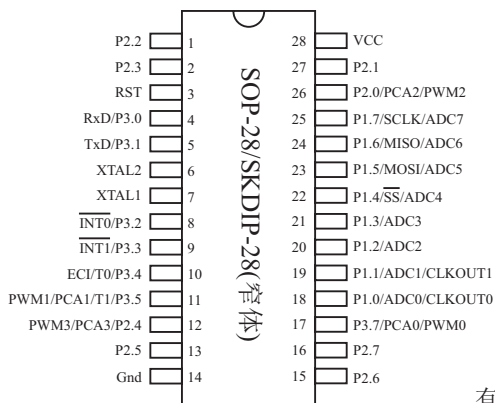 P2.2 1 28 VCC
P2.3 2 27 P2.1
RST 3 26 P2.0/PCA2/PWM2
RxD/P3.0 4 25 P1.7/SCLK/ADC7
TxD/P3.1 5 24 P1.6/MISO/ADC6
XTAL2 6 23 P1.5/MOSI/ADC5
XTAL1 7 22 P1.4/S̅S̅/ADC4
I̅N̅T̅0̅/P3.2 8 21 P1.3/ADC3
I̅N̅T̅1̅/P3.3 9 20 P1.2/ADC2
ECI/T0/P3.4 10 19 P1.1/ADC1/CLKOUT1
PWM1/PCA1/T1/P3.5 11 18 P1.0/ADC0/CLKOUT0
PWM3/PCA3/P2.4 12 17 P3.7/PCA0/PWM0
P2.5 13 16 P2.7
Gnd 14 15 P2.6
SOP-28/SKDIP-28(窄体)
有